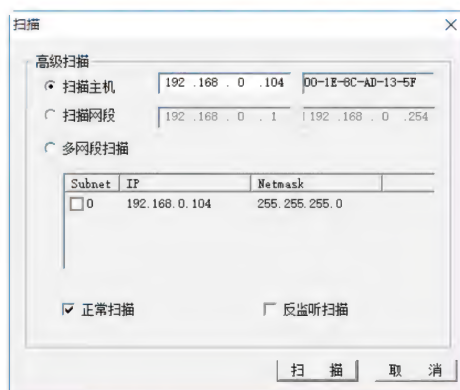 扫描
高级扫描
扫描主机 192 .168 . 0 .104 00-1E-8C-AD-13-5F
扫描网段 192 .168 . 0 . 1 192 .168 . 0 .254
多网段扫描
Subnet IP Netmask
0 192.168.0.104 255.255.255.0
正常扫描 反监听扫描
扫 描 取 消